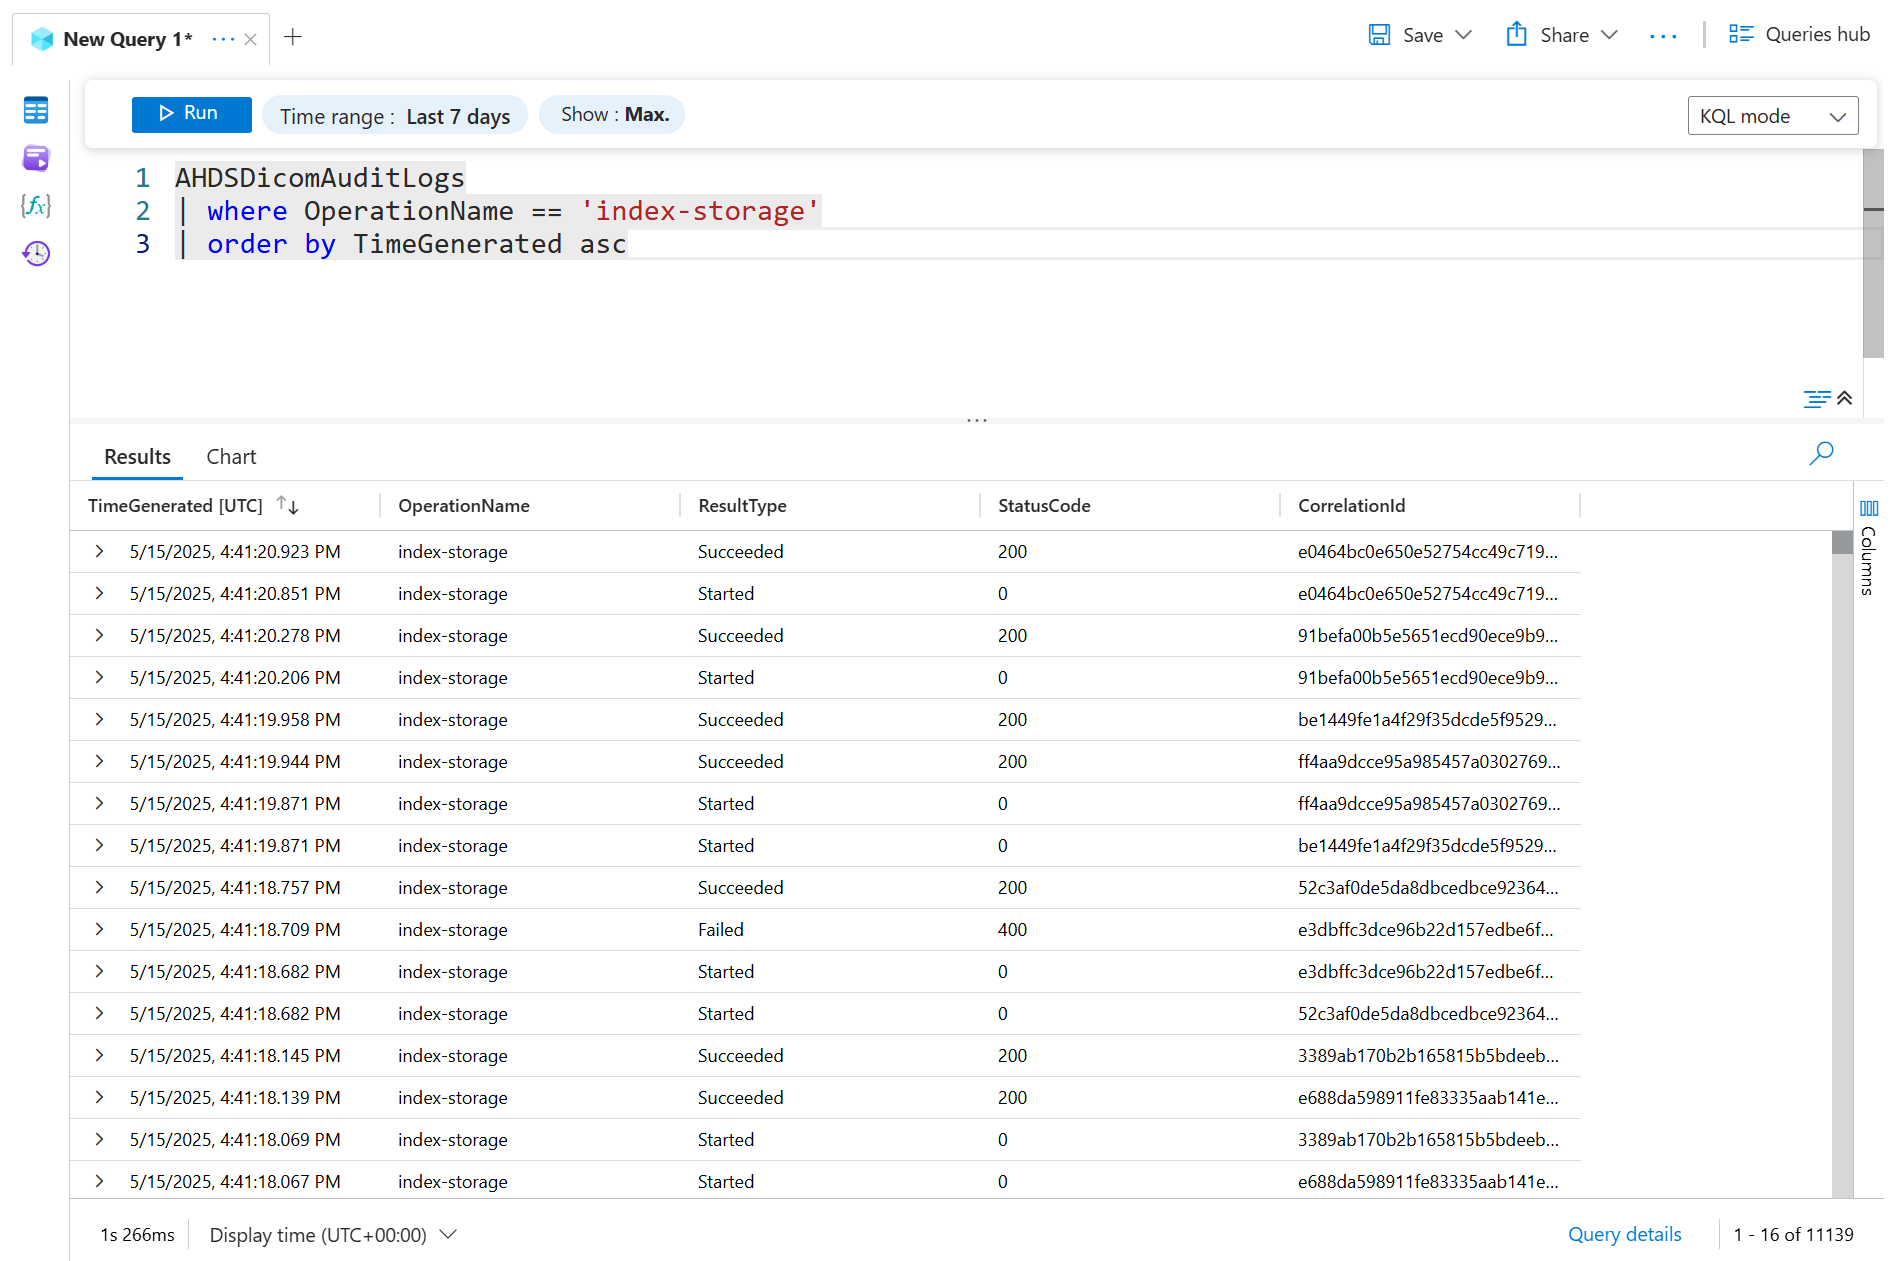 New Query 1*
Save
Share
Queries hub
Run
Time range : Last 7 days
Show : Max.
KQL mode
1 AHDSDicomAuditLogs
2 | where OperationName == 'index-storage'
3 | order by TimeGenerated asc
Results
Chart
TimeGenerated [UTC] OperationName ResultType StatusCode CorrelationId
5/15/2025, 4:41:20.923 PM index-storage Succeeded 200 e0464bc0e650e52754cc49c719...
5/15/2025, 4:41:20.851 PM index-storage Started 0 e0464bc0e650e52754cc49c719...
5/15/2025, 4:41:20.278 PM index-storage Succeeded 200 91befa00b5e5651ecd90ece9b9...
5/15/2025, 4:41:20.206 PM index-storage Started 0 91befa00b5e5651ecd90ece9b9...
5/15/2025, 4:41:19.958 PM index-storage Succeeded 200 be1449fe1a4f29f35dcde5f9529...
5/15/2025, 4:41:19.944 PM index-storage Succeeded 200 ff4aa9dcce95a985457a0302769...
5/15/2025, 4:41:19.871 PM index-storage Started 0 ff4aa9dcce95a985457a0302769...
5/15/2025, 4:41:19.871 PM index-storage Started 0 be1449fe1a4f29f35dcde5f9529...
5/15/2025, 4:41:18.757 PM index-storage Succeeded 200 52c3af0de5da8dbcedbce92364...
5/15/2025, 4:41:18.709 PM index-storage Failed 400 e3dbffc3dce96b22d157edbe6f...
5/15/2025, 4:41:18.682 PM index-storage Started 0 e3dbffc3dce96b22d157edbe6f...
5/15/2025, 4:41:18.682 PM index-storage Started 0 52c3af0de5da8dbcedbce92364...
5/15/2025, 4:41:18.145 PM index-storage Succeeded 200 3389ab170b2b165815b5bdeeb...
5/15/2025, 4:41:18.139 PM index-storage Succeeded 200 e688da598911fe83335aab141e...
5/15/2025, 4:41:18.069 PM index-storage Started 0 3389ab170b2b165815b5bdeeb...
5/15/2025, 4:41:18.067 PM index-storage Started 0 e688da598911fe83335aab141e...
Columns
1s 266ms
Display time (UTC+00:00)
Query details
1 - 16 of 11139